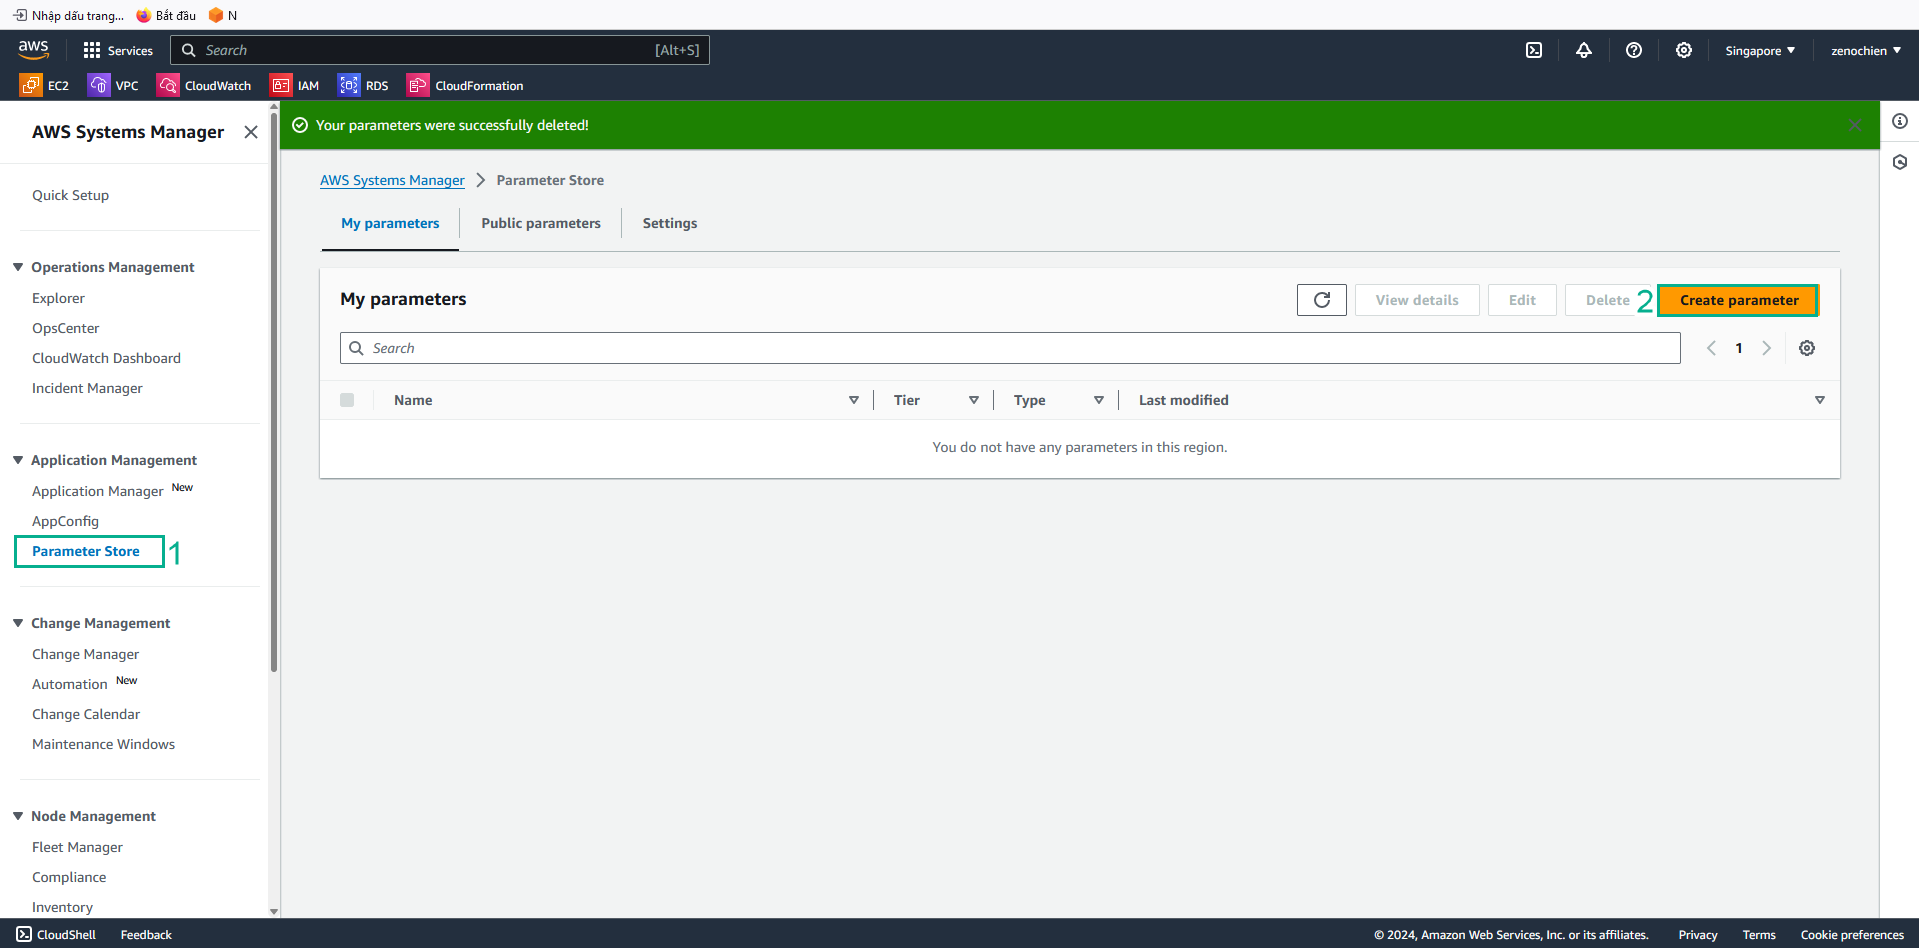 Nhập dấu trang... Bắt đầu N
aws Services Search [Alt+S] Singapore zenochien
EC2 VPC CloudWatch IAM RDS CloudFormation
AWS Systems Manager
Quick Setup
Operations Management
Explorer
OpsCenter
CloudWatch Dashboard
Incident Manager
Application Management
Application Manager New
AppConfig
Parameter Store 1
Change Management
Change Manager
Automation New
Change Calendar
Maintenance Windows
Node Management
Fleet Manager
Compliance
Inventory
Your parameters were successfully deleted!
AWS Systems Manager Parameter Store
My parameters Public parameters Settings
My parameters View details Edit Delete 2 Create parameter
Search 1
Name Tier Type Last modified
You do not have any parameters in this region.
CloudShell Feedback © 2024, Amazon Web Services, Inc. or its affiliates. Privacy Terms Cookie preferences